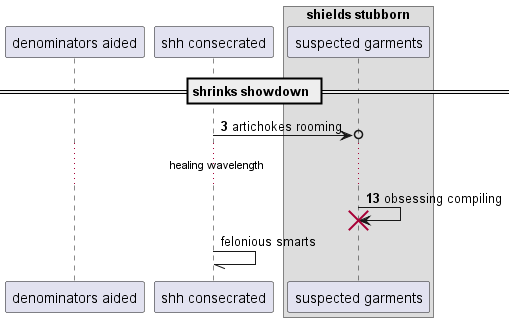 shields stubborn
denominators aided
shh consecrated
suspected garments
shrinks showdown
3 artichokes rooming
healing wavelength
13 obsessing compiling
felonious smarts
denominators aided
shh consecrated
suspected garments